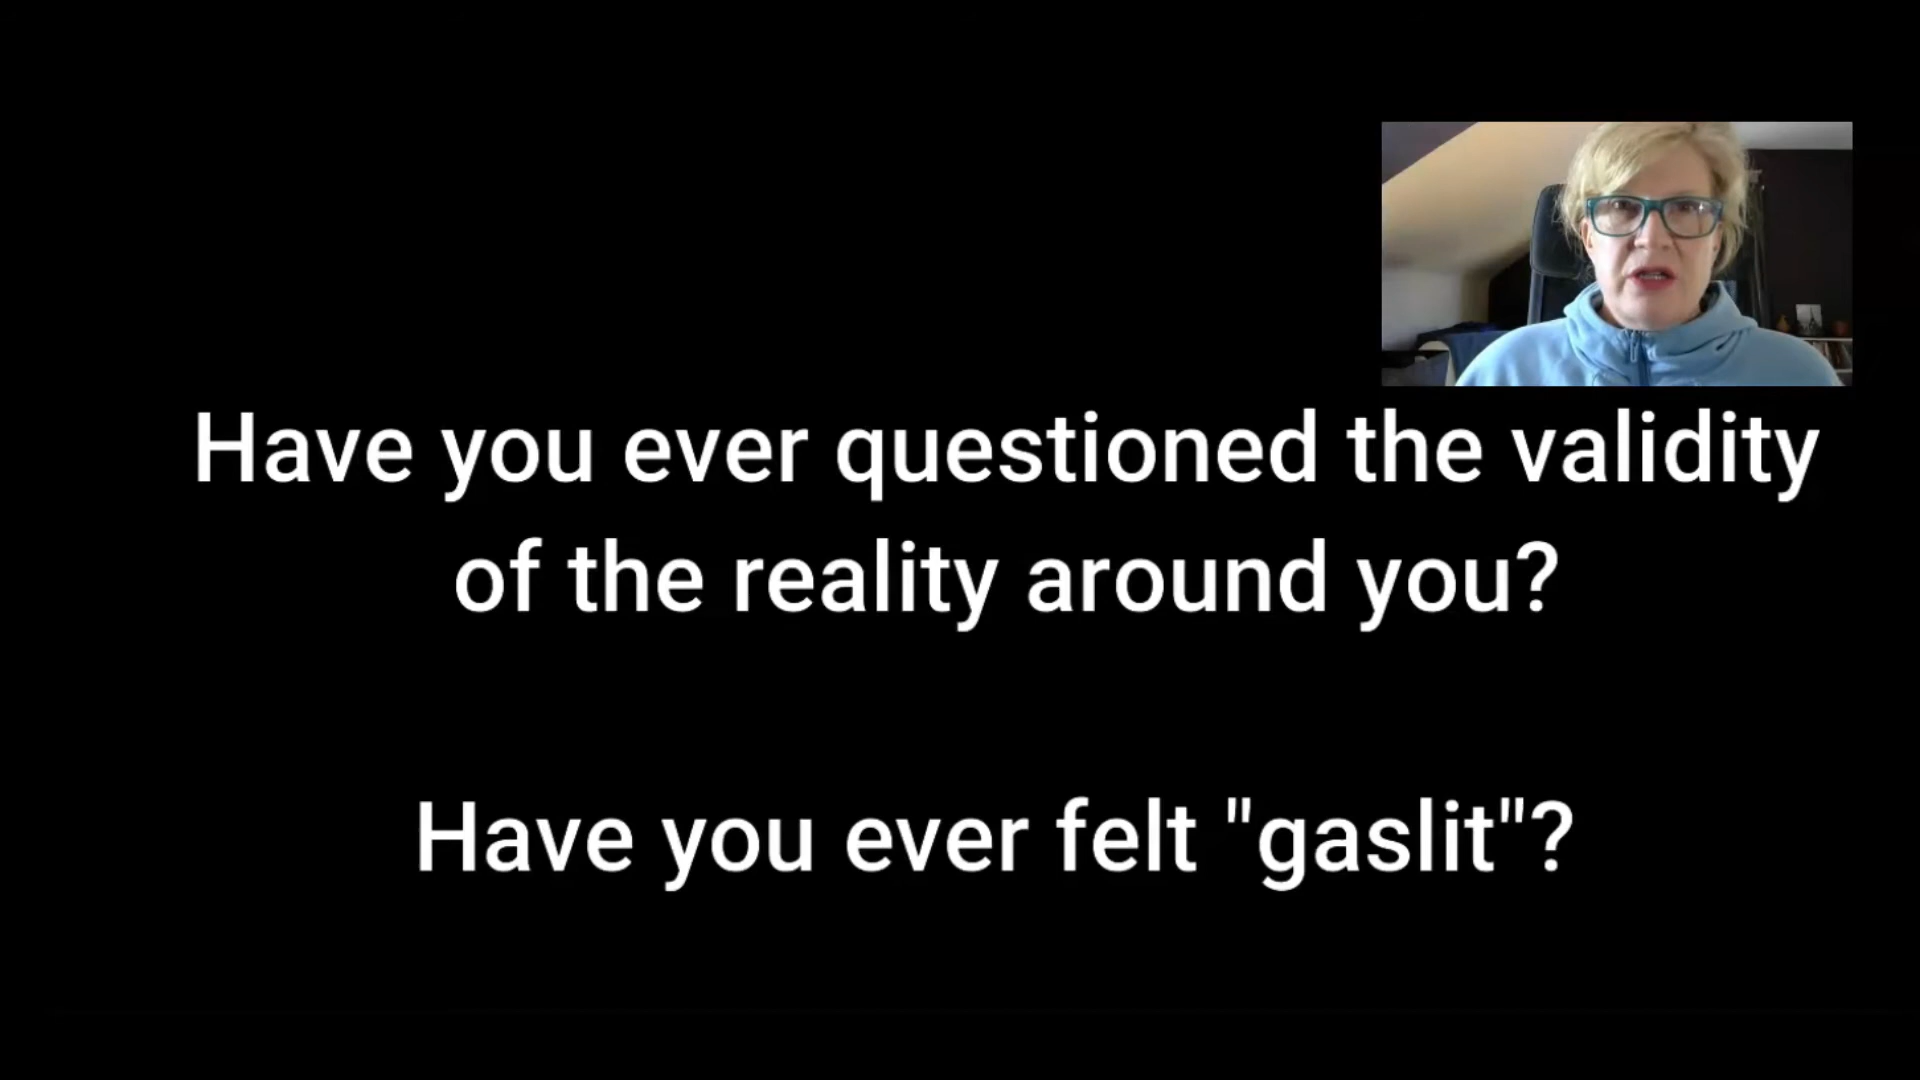 Have you ever questioned the validity
of the reality around you?
Have you ever felt "gaslit"?